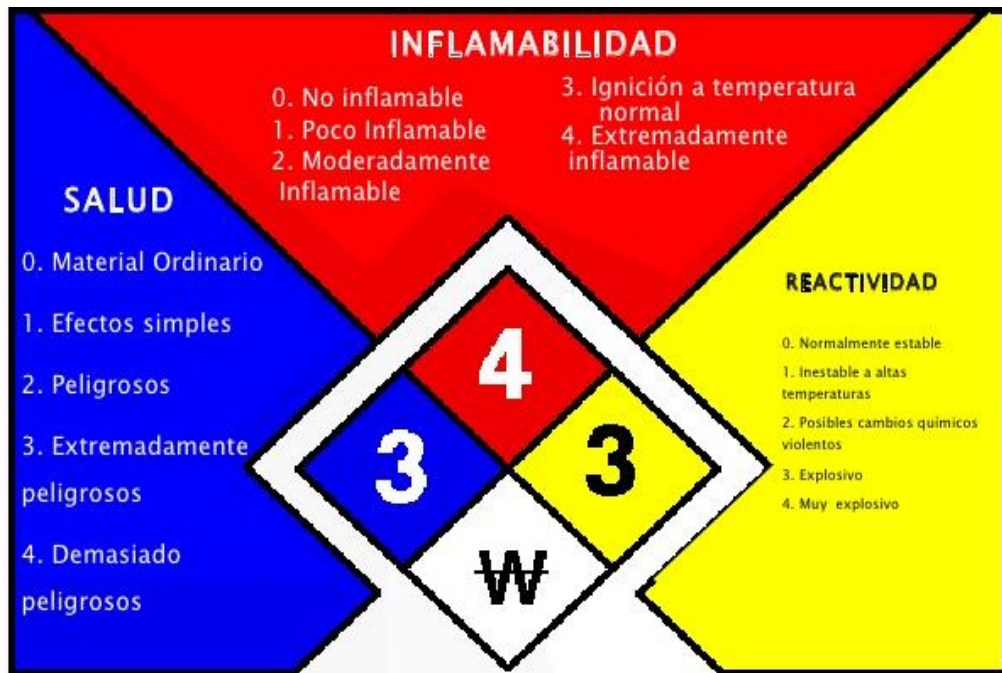 INFLAMABILIDAD
0. No inflamable
1. Poco Inflamable
2. Moderadamente
Inflamable
3. Ignición a temperatura
normal
4. Extremadamente
inflamable
SALUD
0. Material Ordinario
1. Efectos simples
2. Peligrosos
3. Extremadamente
peligrosos
4. Demasiado
peligrosos
REACTIVIDAD
0. Normalmente estable
1. Inestable a altas
temperaturas
2. Posibles cambios químicos
violentos
3. Explosivo
4. Muy explosivo
4
3
3
W